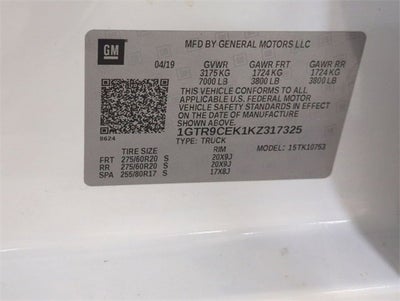 GM
MFD BY GENERAL MOTORS LLC
04/19 GVWR GAWR FRT GAWR RR
3175 KG 1724 KG 1724 KG
7000 LB 3800 LB 3800 LB
THIS VEHICLE CONFORMS TO ALL
APPLICABLE U.S. FEDERAL MOTOR
VEHICLE SAFETY STANDARDS IN EFFECT
ON THE DATE OF MANUFACTURE
SHOWN ABOVE.
1GTR9CEK1KZ317325
8624 TYPE: TRUCK MODEL: 15TK10753
TIRE SIZE RIM
FRT 275/60R20 S 20X9J
RR 275/60R20 S 20X9J
SPA 255/80R17 S 17X8J